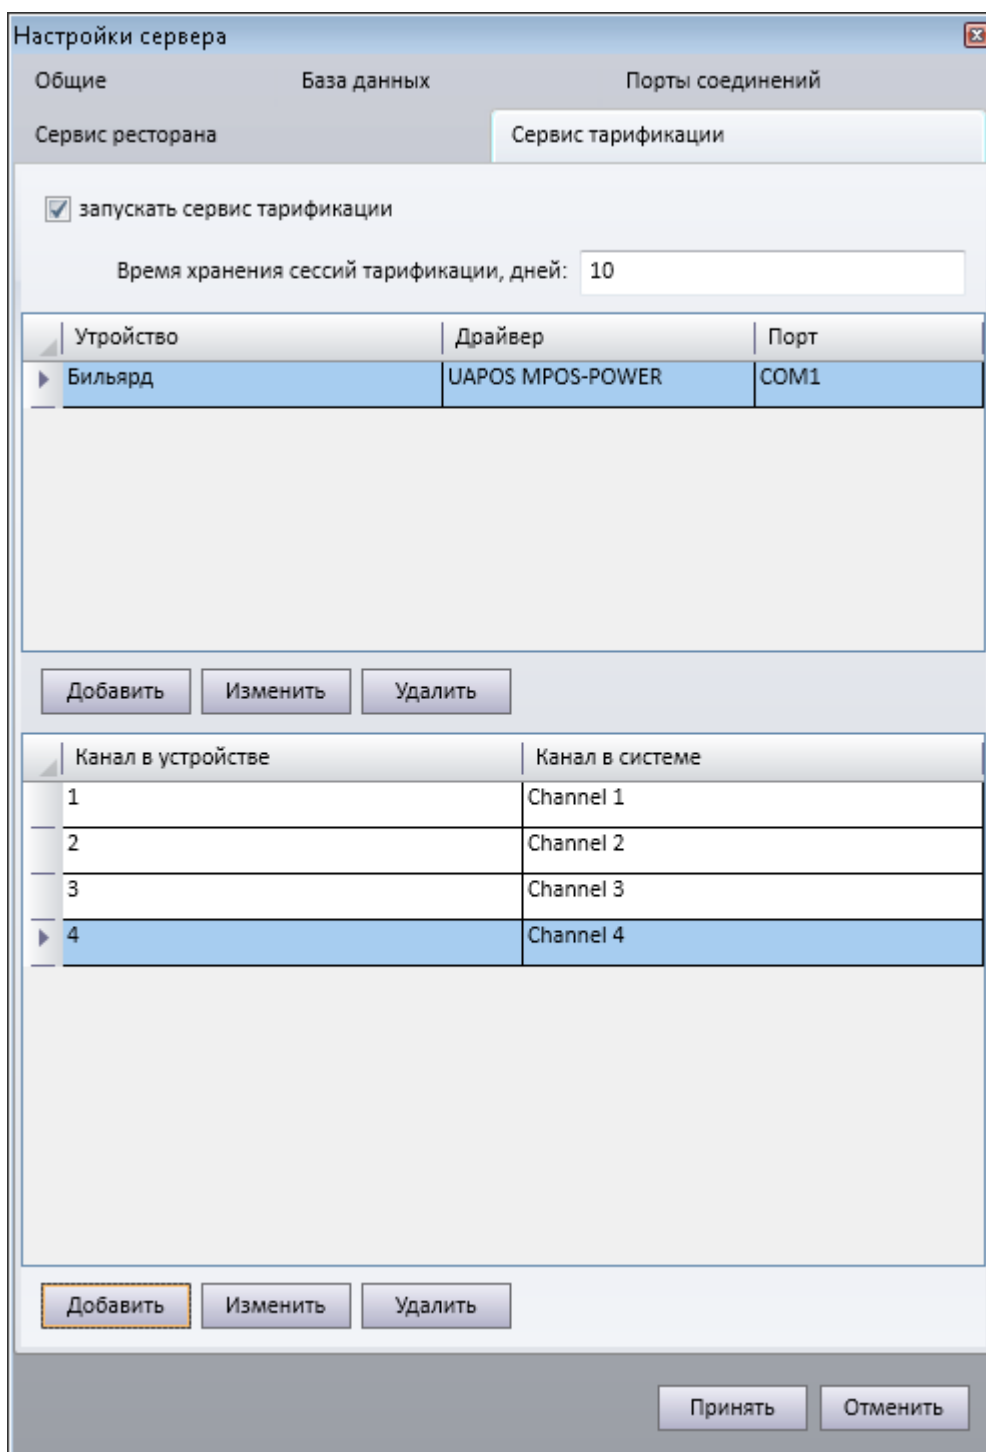 Настройки сервера
Общие База данных Порты соединений
Сервис ресторана Сервис тарификации
запускать сервис тарификации
Время хранения сессий тарификации, дней: 10
Утройство Драйвер Порт
Бильярд UAPOS MPOS-POWER COM1
Добавить Изменить Удалить
Канал в устройстве Канал в системе
1 Channel 1
2 Channel 2
3 Channel 3
4 Channel 4
Добавить Изменить Удалить
Принять Отменить